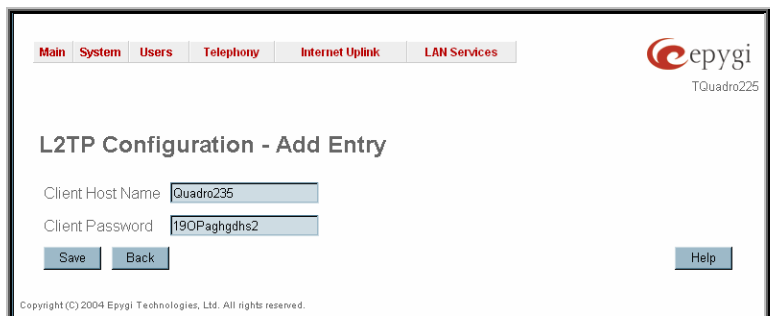 Main System Users Telephony Internet Uplink LAN Services
epygi
TQuadro225
L2TP Configuration - Add Entry
Client Host Name Quadro235
Client Password 19OPaghgdhs2
Save Back Help
Copyright (C) 2004 Epygi Technologies, Ltd. All rights reserved.